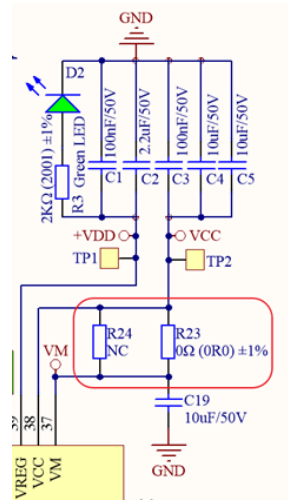 GND
D2
2KΩ (2001) ±1%
R3
Green LED
100nF/50V
C1
2.2uF/50V
C2
100nF/50V
C3
10uF/50V
C4
10uF/50V
C5
+VDD
VCC
TP1
TP2
R24
NC
R23
0Ω (0R0) ±1%
VM
C19
10uF/50V
GND
39
38
37
VREG
VCC
VM